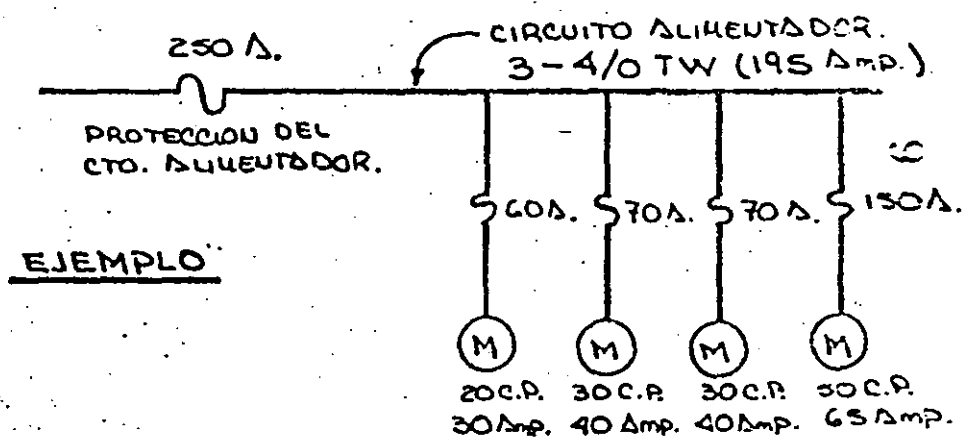 250 A.
CIRCUITO ALIMENTADOR.
3-4/0 TW (195 Amp.)
PROTECCION DEL
CTO. ALIMENTADOR.
60A. 70A. 70A. 150A.
EJEMPLO
M M M M
20 C.P. 30 C.P. 30 C.P. 50 C.P.
30 Amp. 40 Amp. 40 Amp. 65 Amp.